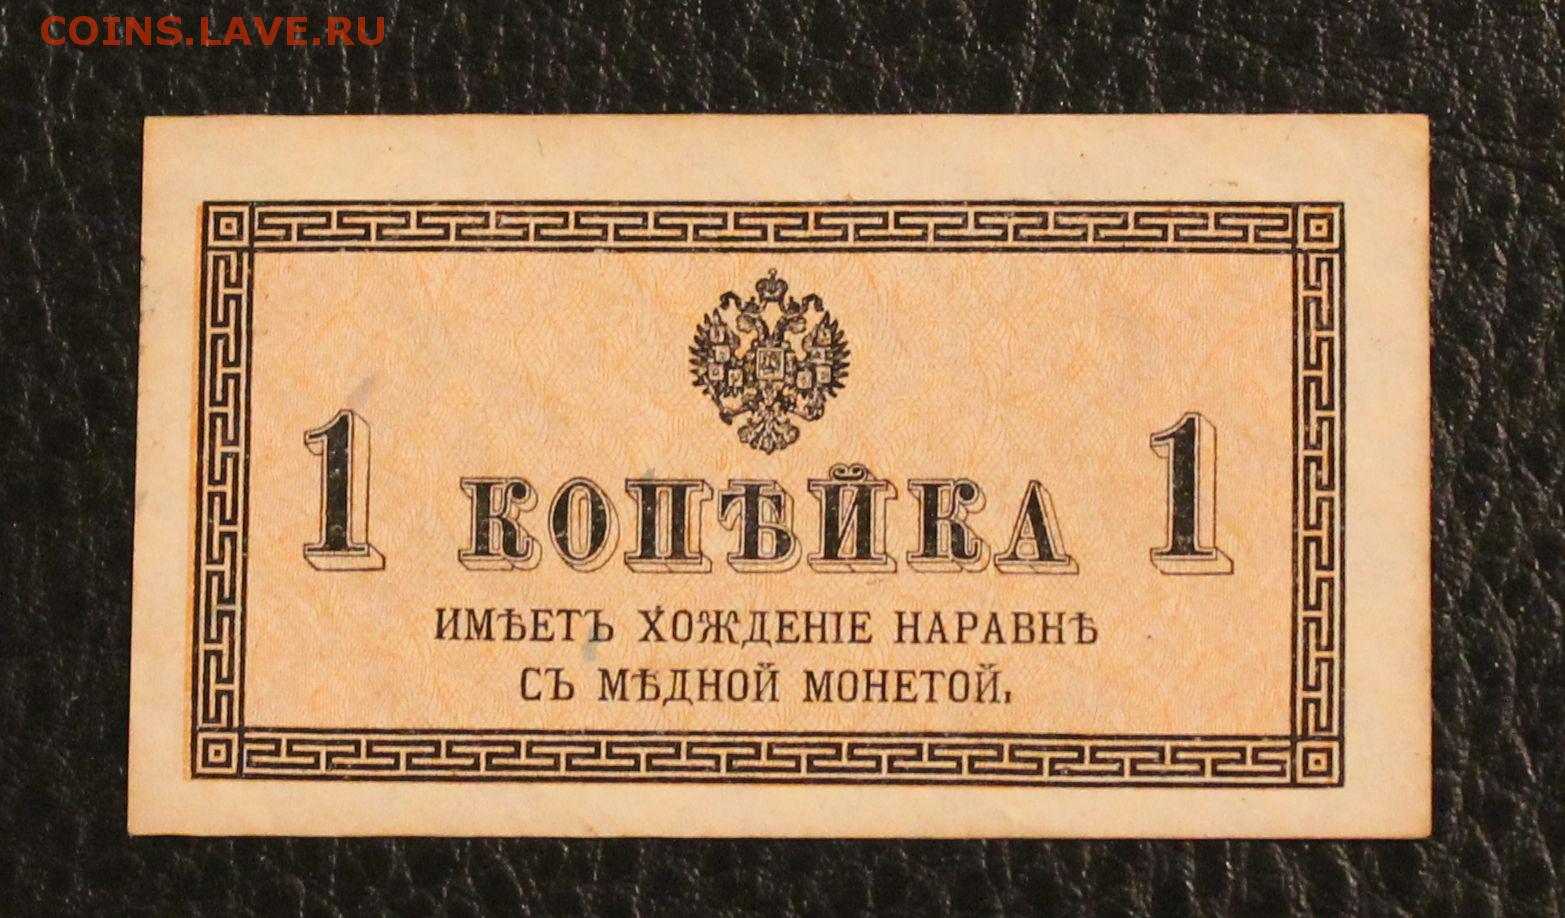 COINS.LAVE.RU
1 КОПѢЙКА 1
ИМѢЕТЪ ХОЖДЕНІЕ НАРАВНѢ
СЪ МѢДНОЙ МОНЕТОЙ.